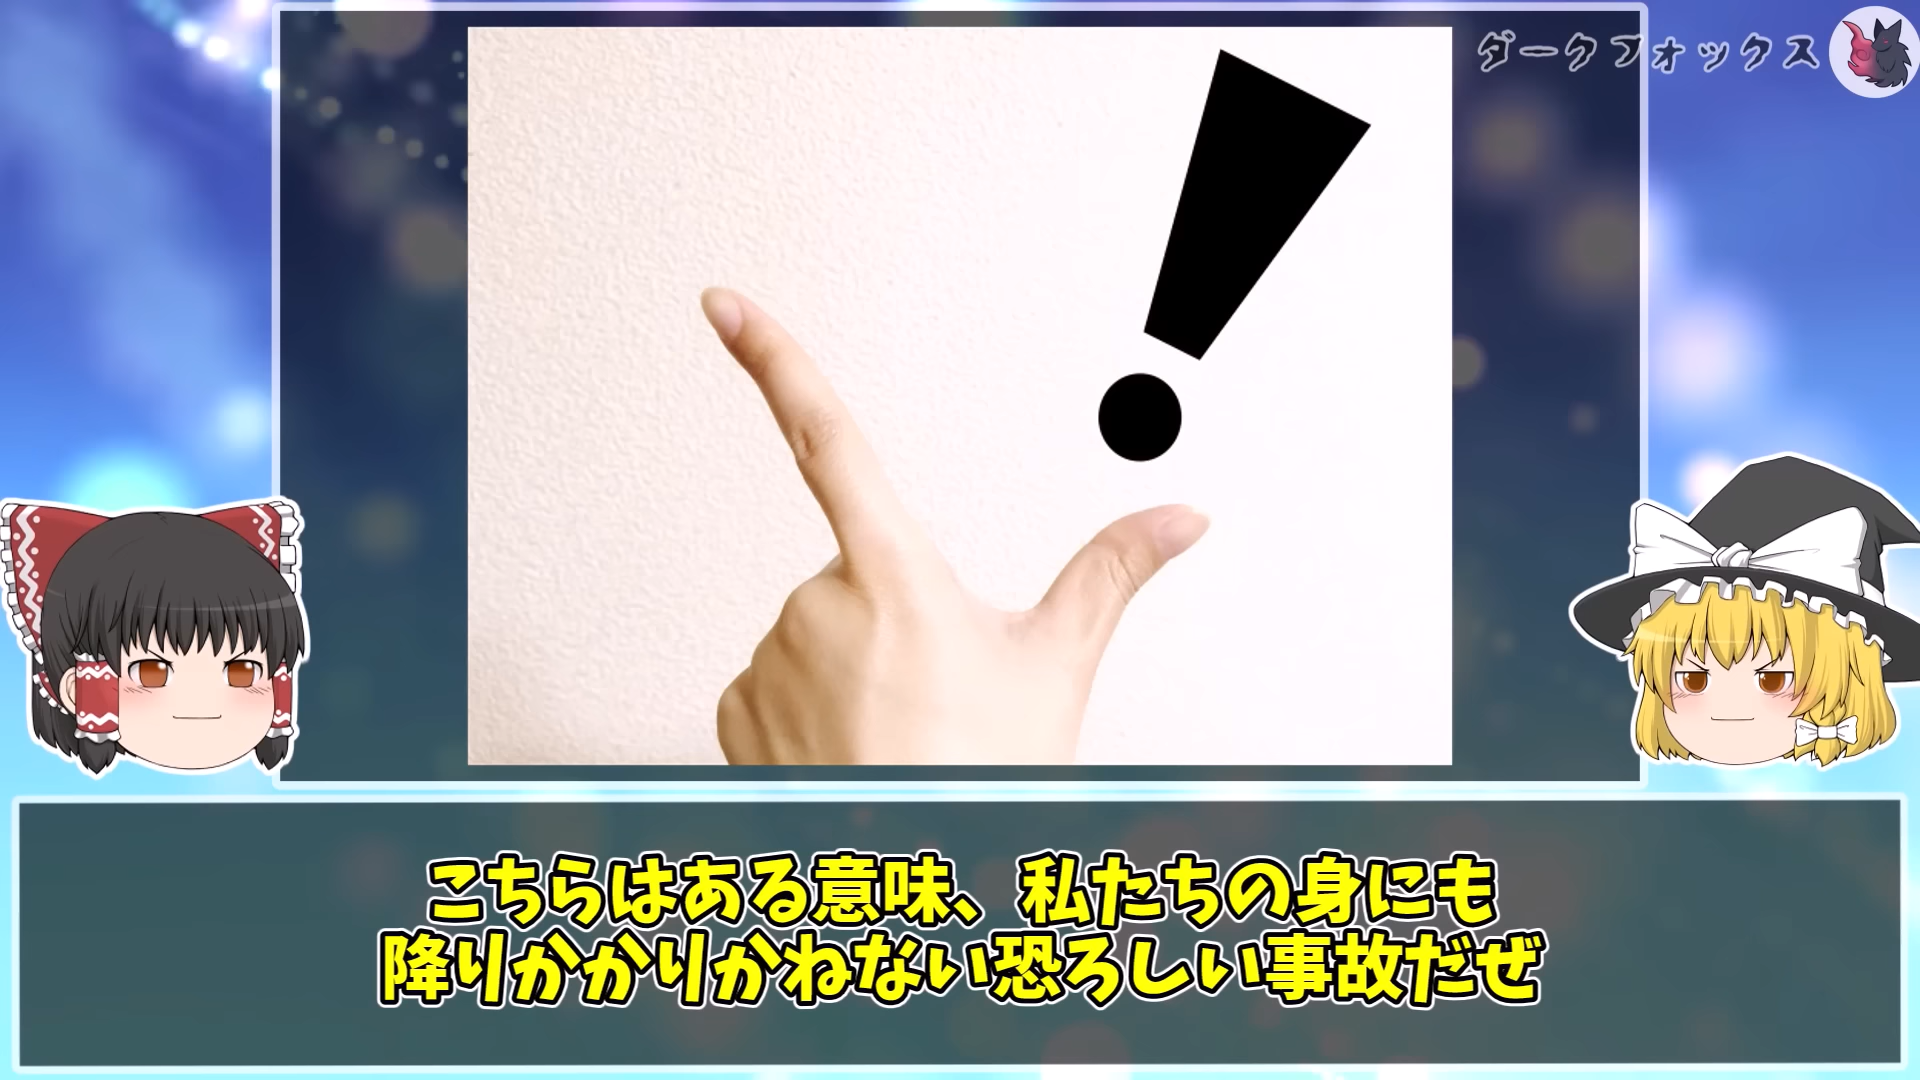 ダークフォックス
こちらはある意味、私たちの身にも
降りかかりかねない恐ろしい事故だぜ